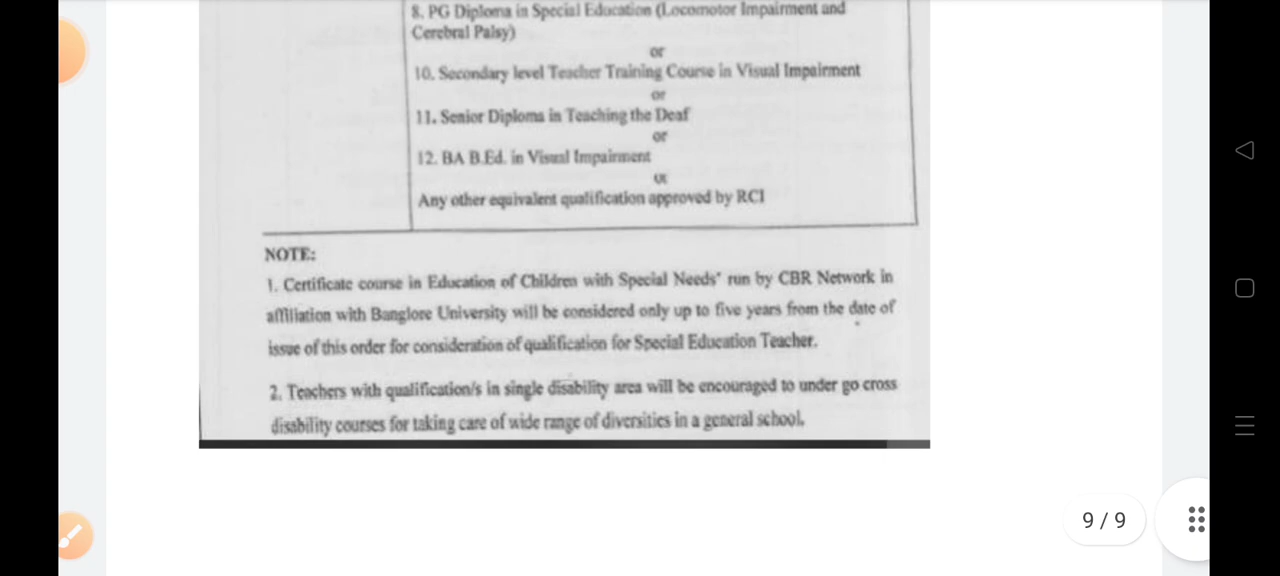 8. PG Diploma in Special Education (Locomotor Impairment and
Cerebral Palsy)
or
10. Secondary level Teacher Training Course in Visual Impairment
or
11. Senior Diploma in Teaching the Deaf
or
12. BA B.Ed. in Visual Impairment
or
Any other equivalent qualification approved by RCI
NOTE:
1. Certificate course in Education of Children with Special Needs' run by CBR Network in
affiliation with Banglore University will be considered only up to five years from the date of
issue of this order for consideration of qualification for Special Education Teacher.
2. Teachers with qualification/s in single disability area will be encouraged to under go cross
disability courses for taking care of wide range of diversities in a general school.
9 / 9